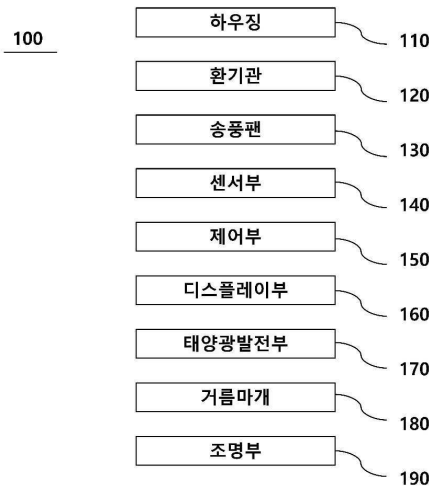 100
하우징
110
환기관
120
송풍팬
130
센서부
140
제어부
150
디스플레이부
160
태양광발전부
170
거름마개
180
조명부
190